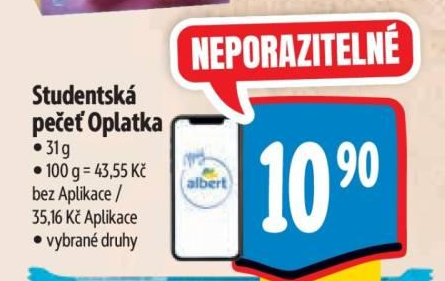 NEPORAZITELNÉ
Studentská
pečeť Oplatka
• 31 g
• 100 g = 43,55 Kč
bez Aplikace /
35,16 Kč Aplikace
• vybrané druhy
můj
albert
10 90